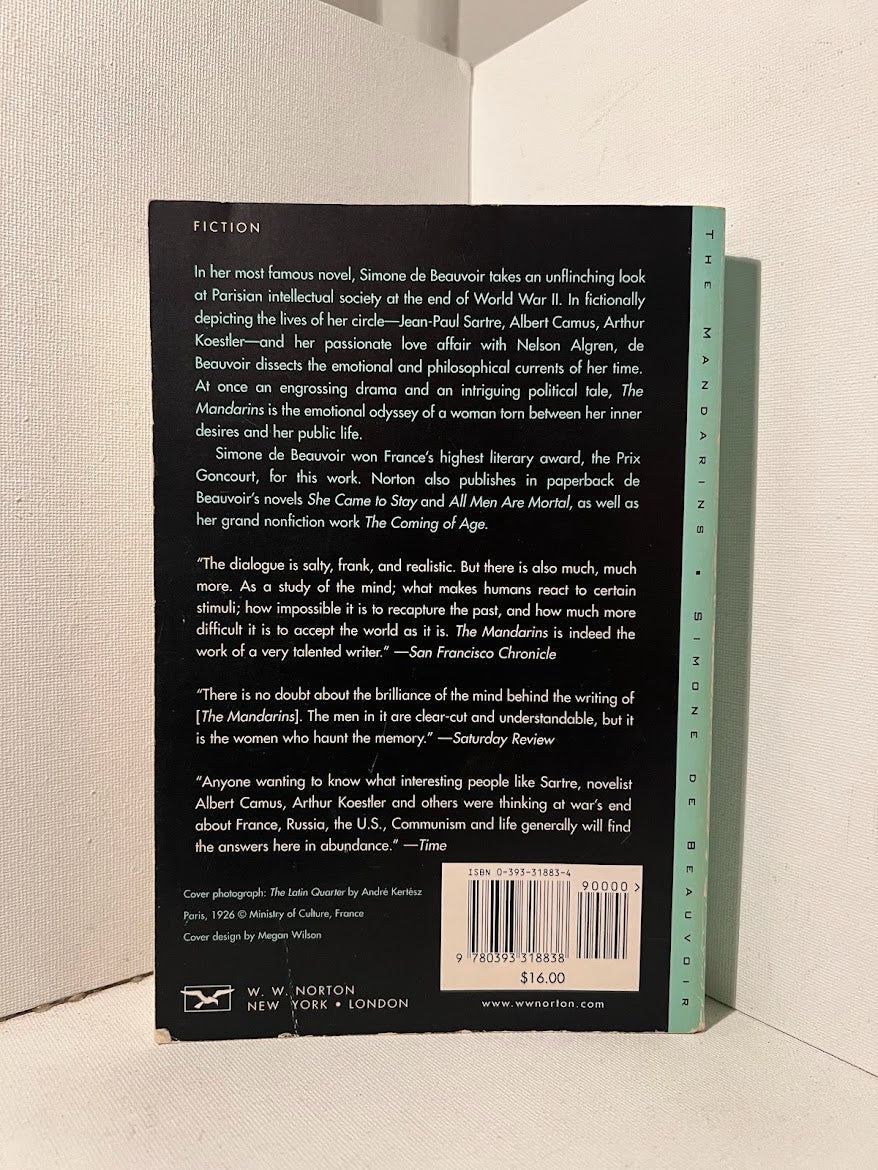 FICTION
In her most famous novel, Simone de Beauvoir takes an unflinching look
at Parisian intellectual society at the end of World War II. In fictionally
depicting the lives of her circle—Jean-Paul Sartre, Albert Camus, Arthur
Koestler—and her passionate love affair with Nelson Algren, de
Beauvoir dissects the emotional and philosophical currents of her time.
At once an engrossing drama and an intriguing political tale, The
Mandarins is the emotional odyssey of a woman torn between her inner
desires and her public life.
Simone de Beauvoir won France's highest literary award, the Prix
Goncourt, for this work. Norton also publishes in paperback de
Beauvoir's novels She Came to Stay and All Men Are Mortal, as well as
her grand nonfiction work The Coming of Age.
"The dialogue is salty, frank, and realistic. But there is also much, much
more. As a study of the mind; what makes humans react to certain
stimuli; how impossible it is to recapture the past, and how much more
difficult it is to accept the world as it is. The Mandarins is indeed the
work of a very talented writer." —San Francisco Chronicle
"There is no doubt about the brilliance of the mind behind the writing of
[The Mandarins]. The men in it are clear-cut and understandable, but it
is the women who haunt the memory." —Saturday Review
"Anyone wanting to know what interesting people like Sartre, novelist
Albert Camus, Arthur Koestler and others were thinking at war's end
about France, Russia, the U.S., Communism and life generally will find
the answers here in abundance." —Time
Cover photograph: The Latin Quarter by André Kertész
Paris, 1926 © Ministry of Culture, France
Cover design by Megan Wilson
W. W. NORTON
NEW YORK • LONDON
ISBN 0-393-31883-4
90000 >
9 780393 318838
$16.00
www.wwnorton.com
THE MANDARINS ▪ SIMONE DE BEAUVOIR